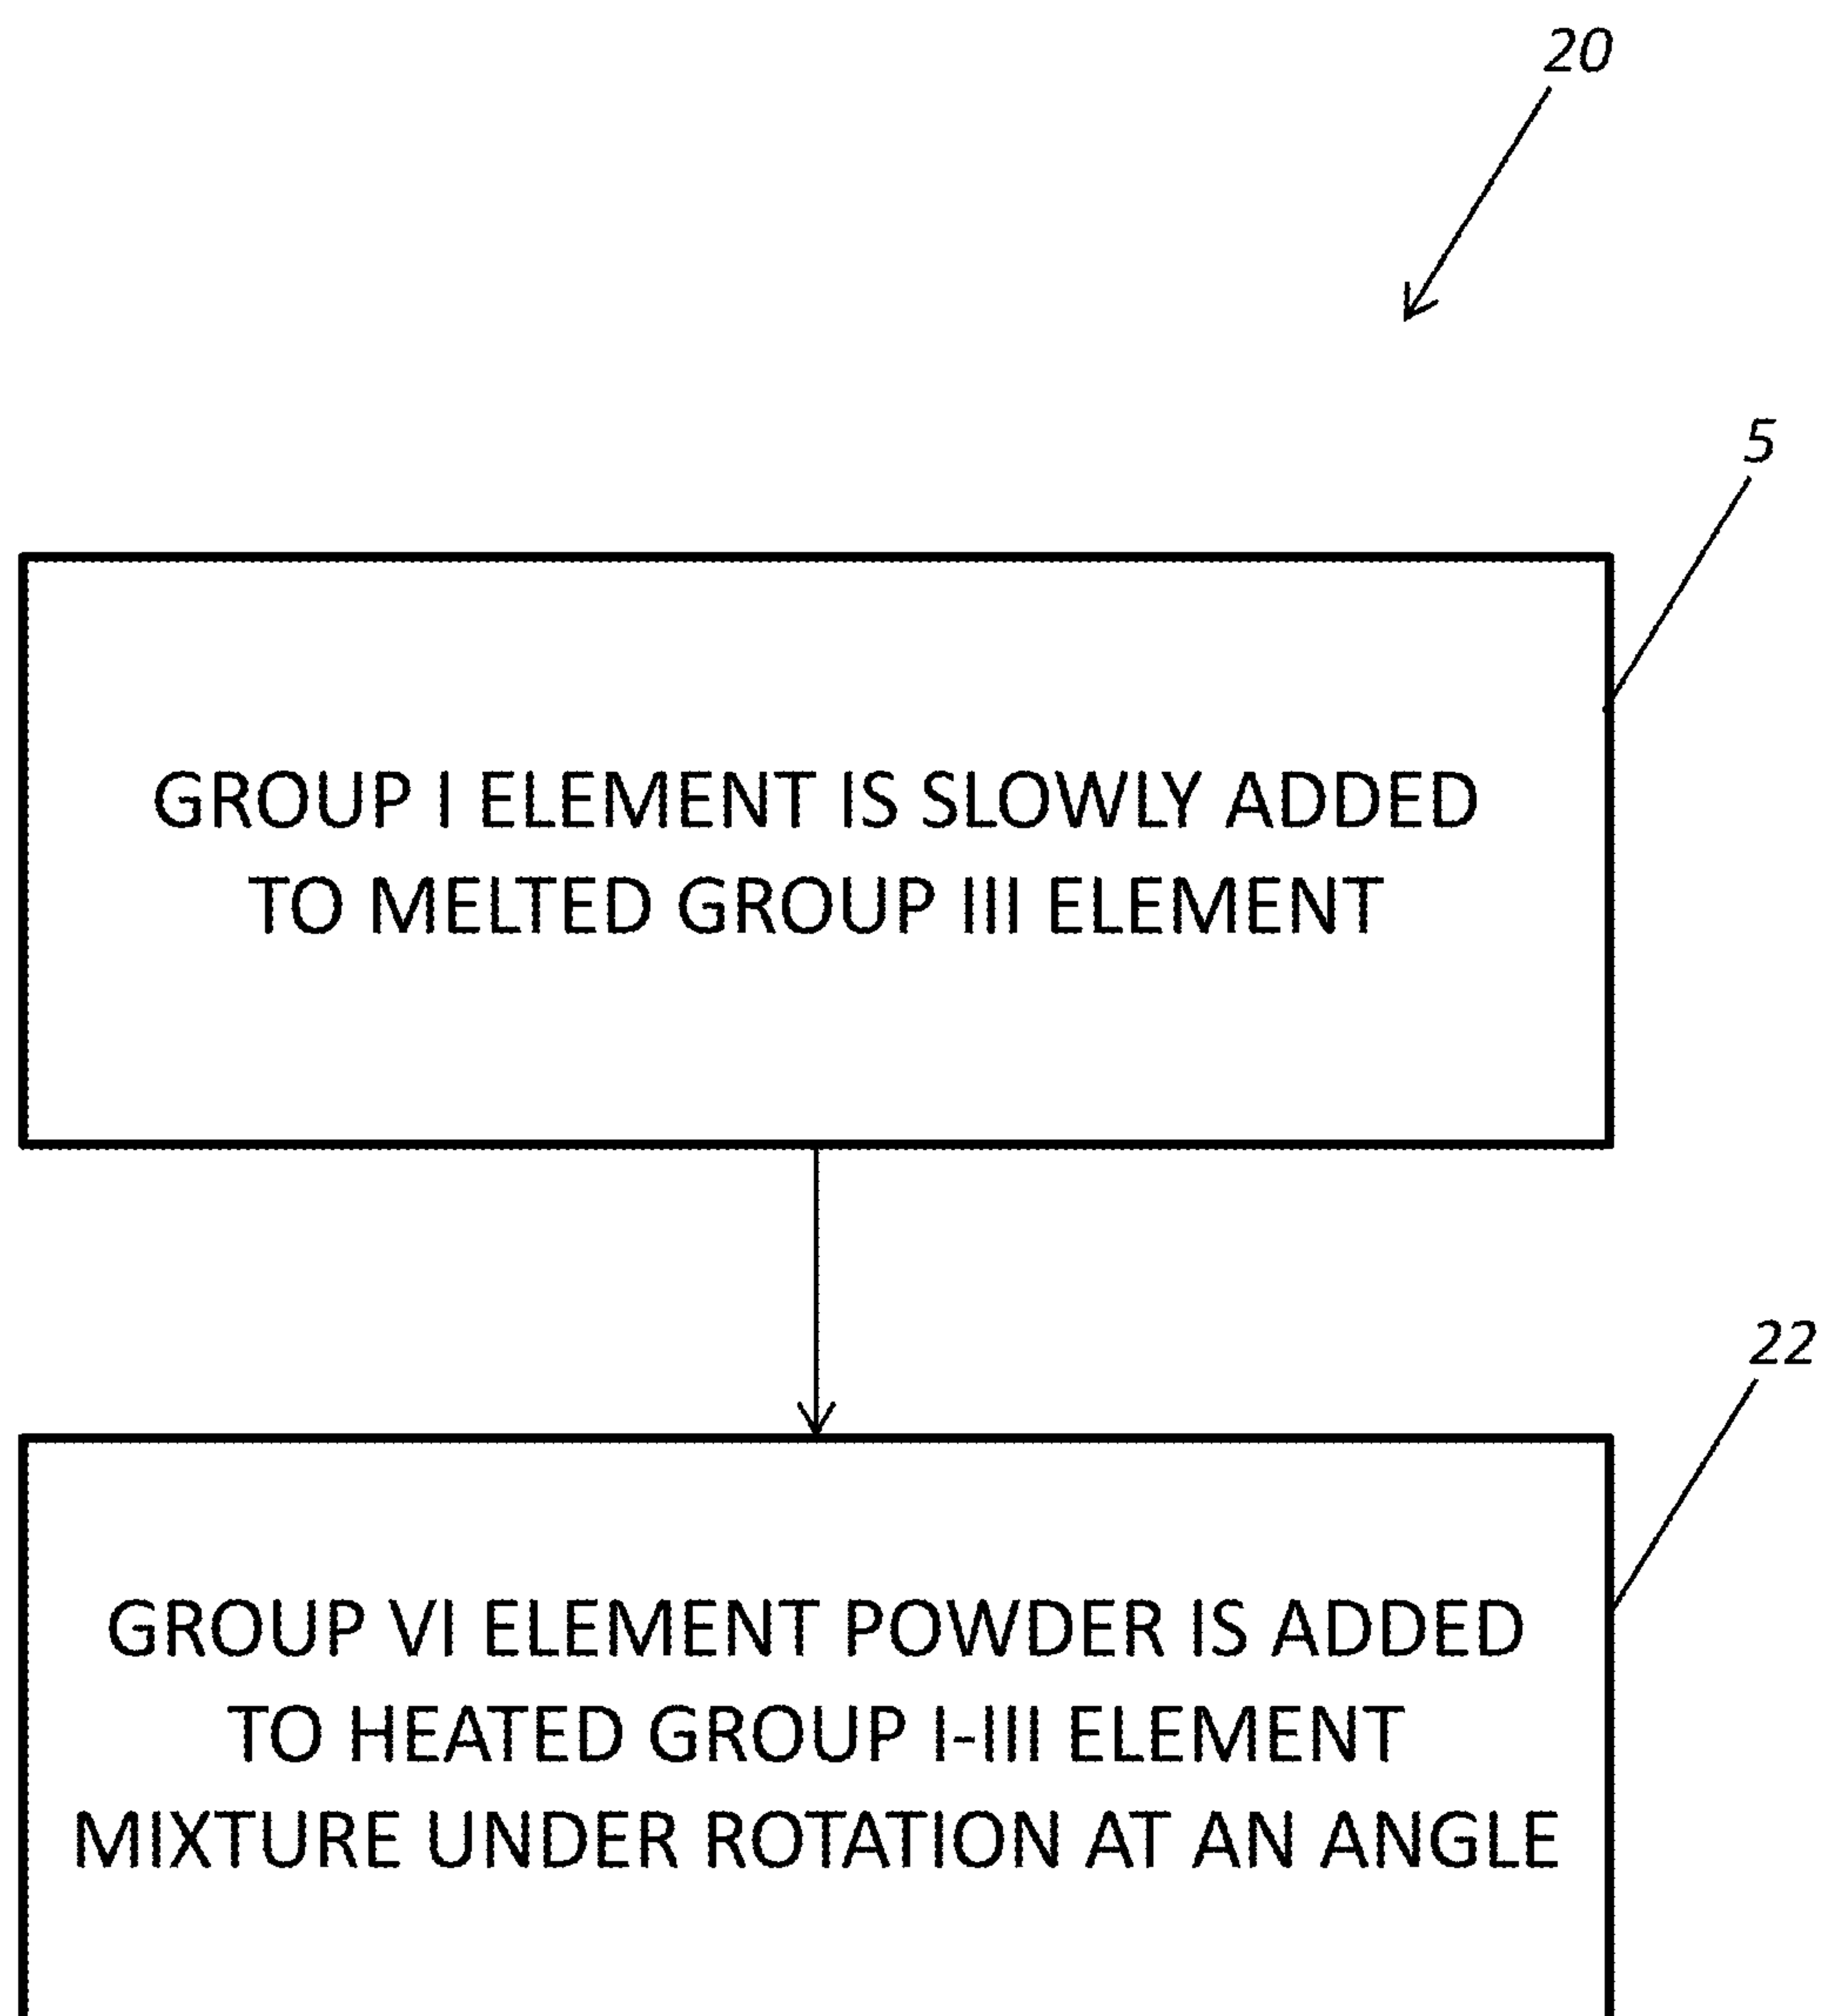 20
5
GROUP I ELEMENT IS SLOWLY ADDED
TO MELTED GROUP III ELEMENT
22
GROUP VI ELEMENT POWDER IS ADDED
TO HEATED GROUP I-III ELEMENT
MIXTURE UNDER ROTATION AT AN ANGLE